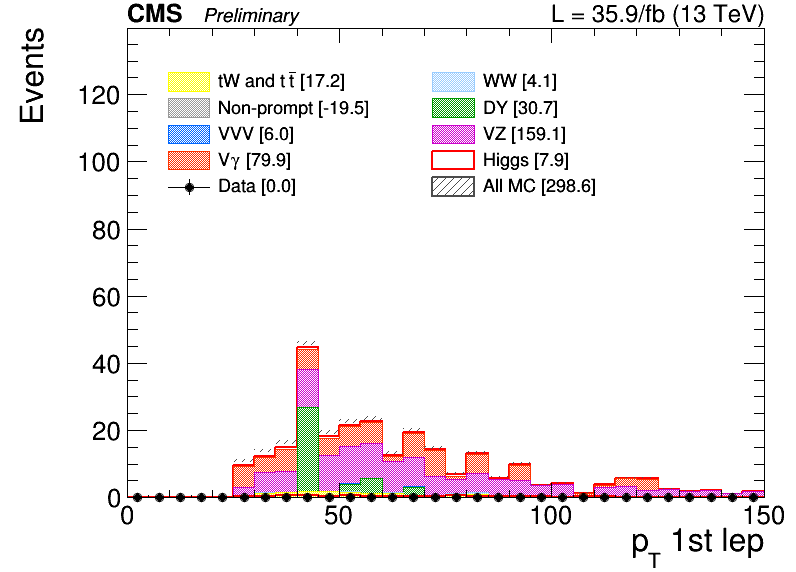 CMS Preliminary L = 35.9/fb (13 TeV)
Events
tW and t t̄ [17.2]
Non-prompt [-19.5]
VVV [6.0]
Vγ [79.9]
Data [0.0]
WW [4.1]
DY [30.7]
VZ [159.1]
Higgs [7.9]
All MC [298.6]
120
100
80
60
40
20
0
0 50 100 150
p_T 1st lep